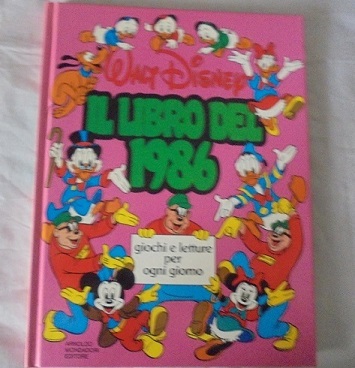 WALT DISNEY
IL LIBRO DEL
1986
giochi e letture
per
ogni giorno
ARNOLDO
MONDADORI
EDITORE